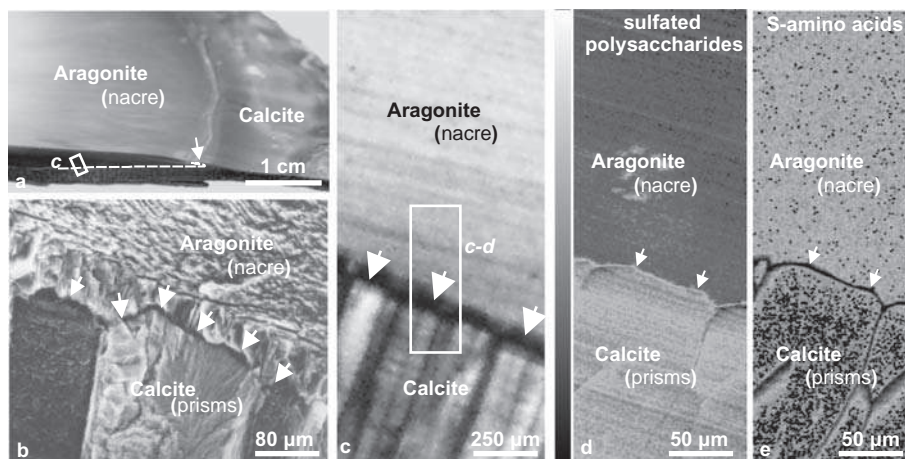 Aragonite
(nacre)
Calcite
c
1 cm
a
Aragonite
(nacre)
Calcite
(prisms)
b
80 µm
Aragonite
(nacre)
c-d
Calcite
c
250 µm
sulfated
polysaccharides
Aragonite
(nacre)
Calcite
(prisms)
d
50 µm
S-amino acids
Aragonite
(nacre)
Calcite
(prisms)
e
50 µm